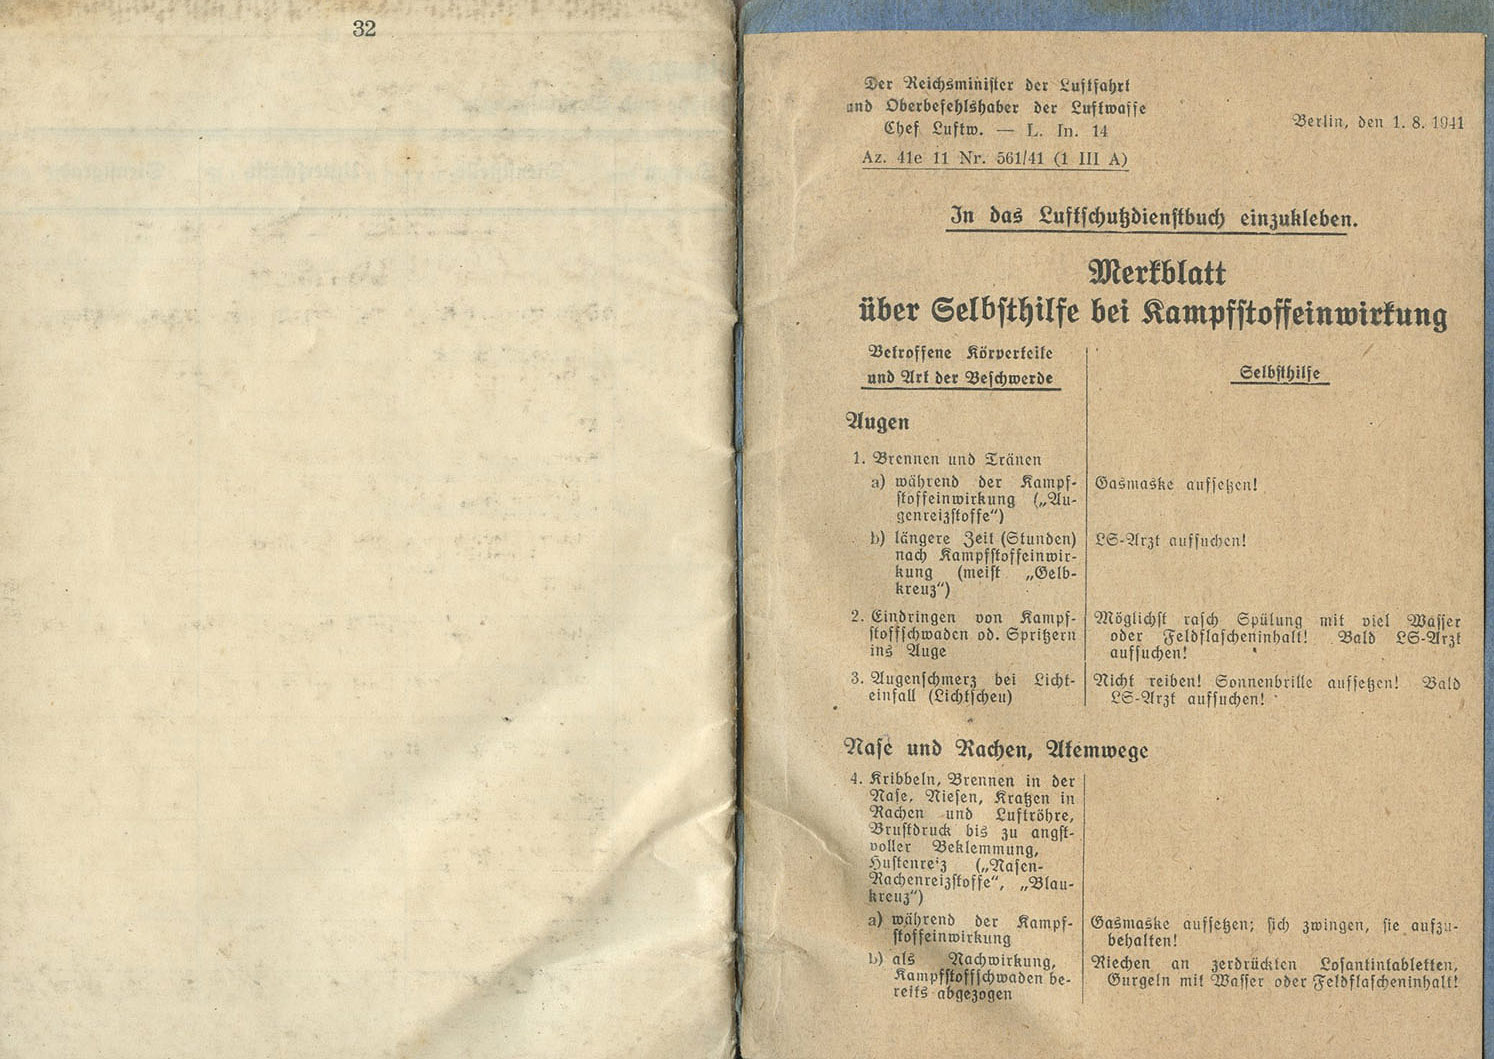 32
Der Reichsminister der Luftfahrt
und Oberbefehlshaber der Luftwaffe
Chef Luftw. — L. In. 14
Az. 41e 11 Nr. 561/41 (1 III A)
Berlin, den 1. 8. 1941
In das Luftschutzdienstbuch einzukleben.
Merkblatt
über Selbsthilfe bei Kampfstoffeinwirkung
Betroffene Körperteile
und Art der Beschwerde
Selbsthilfe
Augen
1. Brennen und Tränen
a) während der Kampf-
stoffeinwirkung („Au-
genreizstoffe“)
Gasmaske aufsetzen!
b) längere Zeit (Stunden)
nach Kampfstoffeinwir-
kung (meist „Gelb-
kreuz“)
LS-Arzt aufsuchen!
2. Eindringen von Kampf-
stoffschwaden od. Spritzern
ins Auge
Möglichst rasch Spülung mit viel Wasser
oder Feldflascheninhalt! Bald LS-Arzt
aufsuchen!
3. Augenschmerz bei Licht-
einfall (Lichtscheu)
Nicht reiben! Sonnenbrille aufsetzen! Bald
LS-Arzt aufsuchen!
Nase und Rachen, Atemwege
4. Kribbeln, Brennen in der
Nase, Niesen, Kratzen in
Rachen und Luftröhre,
Brustdruck bis zu angst-
voller Beklemmung,
Hustenreiz („Nasen-
Rachenreizstoffe“, „Blau-
kreuz“)
a) während der Kampf-
stoffeinwirkung
Gasmaske aufsetzen; sich zwingen, sie aufzu-
behalten!
b) als Nachwirkung,
Kampfstoffschwaden be-
reits abgezogen
Riechen an zerdrückten Losantintabletten,
Gurgeln mit Wasser oder Feldflascheninhalt!